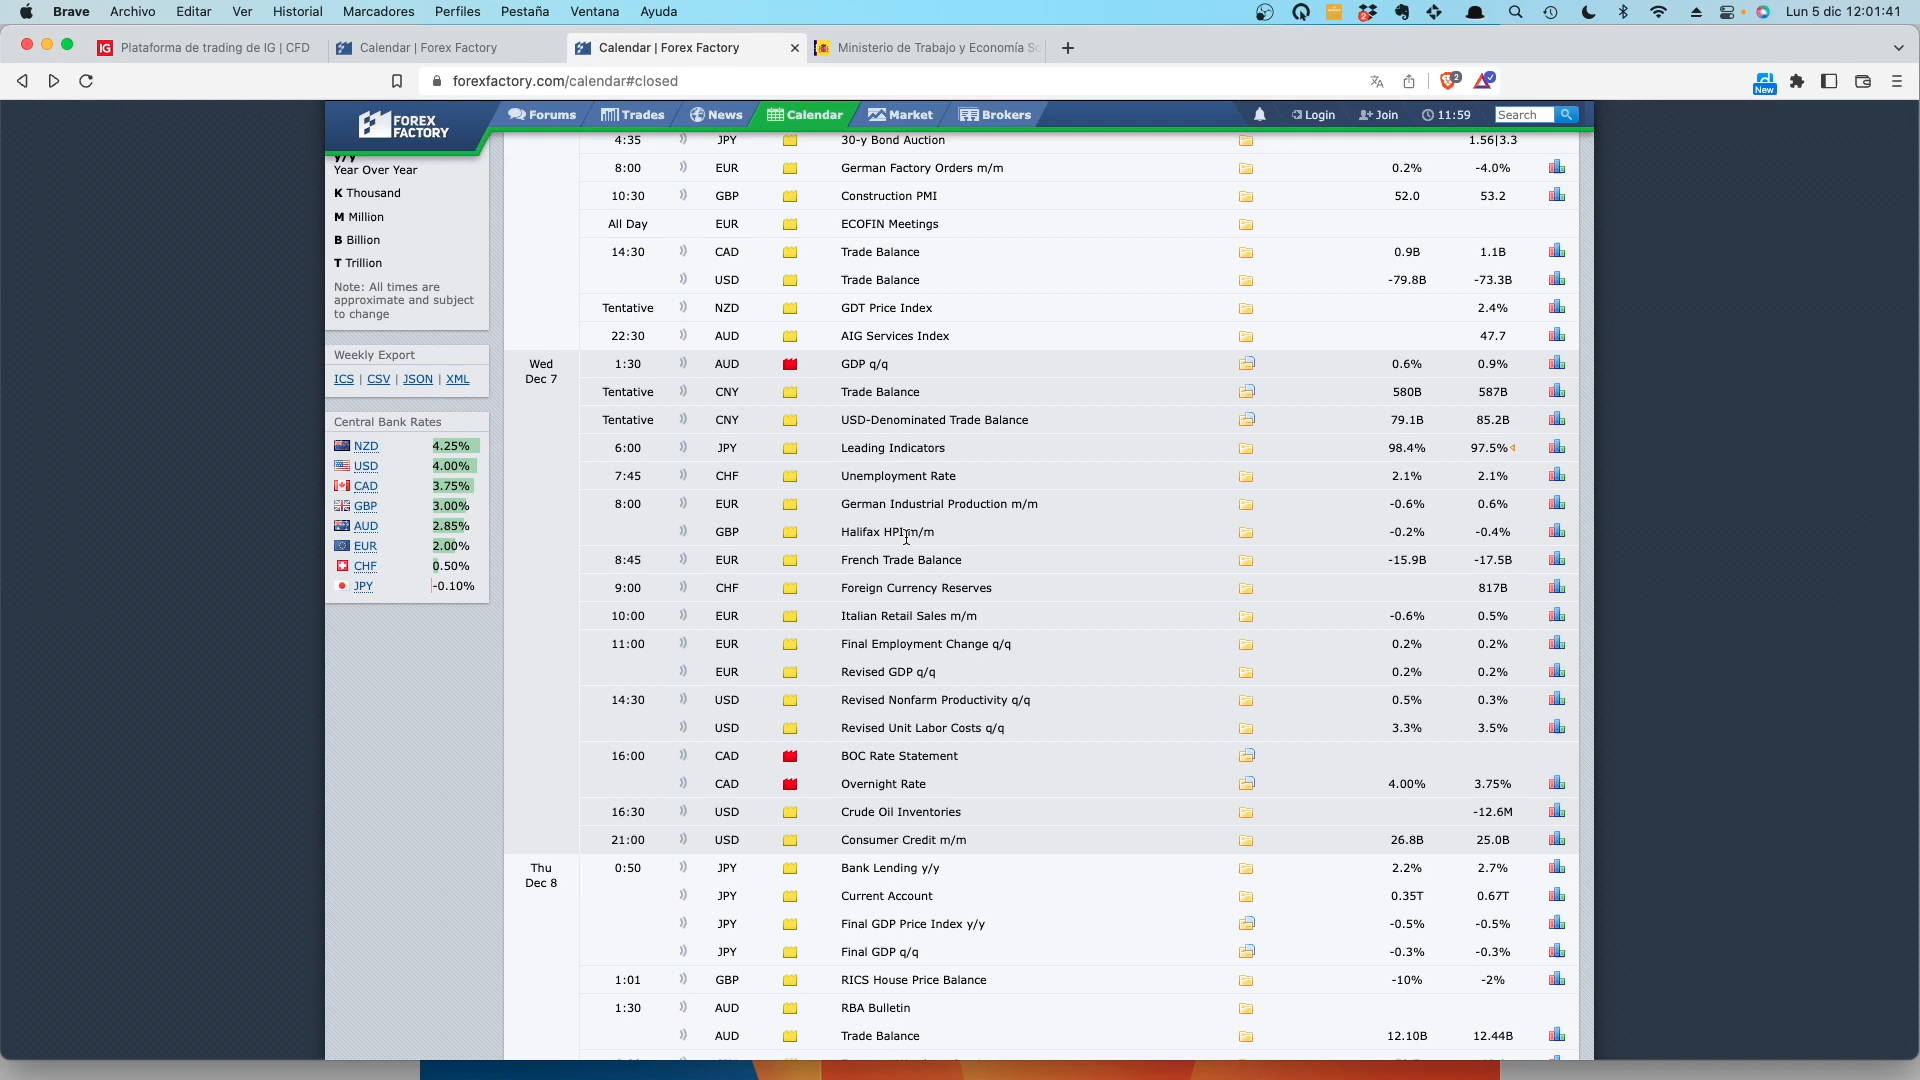 Brave Archivo Editar Ver Historial Marcadores Perfiles Pestaña Ventana Ayuda Lun 5 dic 12:01:41
Plataforma de trading de IG | CFD Calendar | Forex Factory Calendar | Forex Factory Ministerio de Trabajo y Economía So
forexfactory.com/calendar#closed
2
New
FOREX FACTORY
Forums Trades News Calendar Market Brokers Login Join 11:59 Search
y/y
Year Over Year
K Thousand
M Million
B Billion
T Trillion
Note: All times are
approximate and subject
to change
Weekly Export
ICS | CSV | JSON | XML
Central Bank Rates
NZD 4.25%
USD 4.00%
CAD 3.75%
GBP 3.00%
AUD 2.85%
EUR 2.00%
CHF 0.50%
JPY -0.10%
4:35 JPY 30-y Bond Auction 1.56|3.3
8:00 EUR German Factory Orders m/m 0.2% -4.0%
10:30 GBP Construction PMI 52.0 53.2
All Day EUR ECOFIN Meetings
14:30 CAD Trade Balance 0.9B 1.1B
USD Trade Balance -79.8B -73.3B
Tentative NZD GDT Price Index 2.4%
22:30 AUD AIG Services Index 47.7
Wed Dec 7 1:30 AUD GDP q/q 0.6% 0.9%
Tentative CNY Trade Balance 580B 587B
Tentative CNY USD-Denominated Trade Balance 79.1B 85.2B
6:00 JPY Leading Indicators 98.4% 97.5%
7:45 CHF Unemployment Rate 2.1% 2.1%
8:00 EUR German Industrial Production m/m -0.6% 0.6%
GBP Halifax HPI m/m -0.2% -0.4%
8:45 EUR French Trade Balance -15.9B -17.5B
9:00 CHF Foreign Currency Reserves 817B
10:00 EUR Italian Retail Sales m/m -0.6% 0.5%
11:00 EUR Final Employment Change q/q 0.2% 0.2%
EUR Revised GDP q/q 0.2% 0.2%
14:30 USD Revised Nonfarm Productivity q/q 0.5% 0.3%
USD Revised Unit Labor Costs q/q 3.3% 3.5%
16:00 CAD BOC Rate Statement
CAD Overnight Rate 4.00% 3.75%
16:30 USD Crude Oil Inventories -12.6M
21:00 USD Consumer Credit m/m 26.8B 25.0B
Thu Dec 8 0:50 JPY Bank Lending y/y 2.2% 2.7%
JPY Current Account 0.35T 0.67T
JPY Final GDP Price Index y/y -0.5% -0.5%
JPY Final GDP q/q -0.3% -0.3%
1:01 GBP RICS House Price Balance -10% -2%
1:30 AUD RBA Bulletin
AUD Trade Balance 12.10B 12.44B